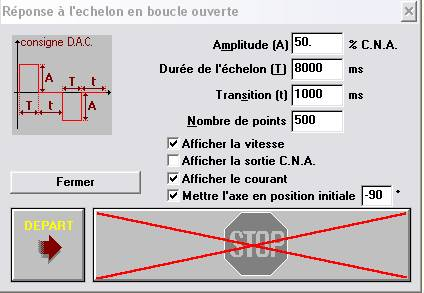 Réponse à l'echelon en boucle ouverte
consigne D.A.C.
A
T
t
T
t
A
Amplitude (A) 50. % C.N.A.
Durée de l'échelon (T) 8000 ms
Transition (t) 1000 ms
Nombre de points 500
Afficher la vitesse
Afficher la sortie C.N.A.
Afficher le courant
Mettre l'axe en position initiale -90 °
Fermer
DEPART
STOP